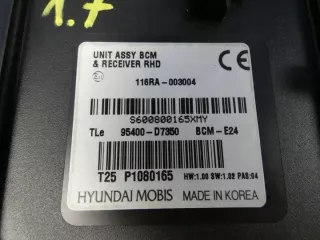 1.7
UNIT ASSY BCM
& RECEIVER RHD
CE
116RA-003004
S600800165XMY
TLe 95400-D7350 BCM-E24
T25 P1080165 HW:1.00 SW:1.02 PAS:04
HYUNDAI MOBIS MADE IN KOREA